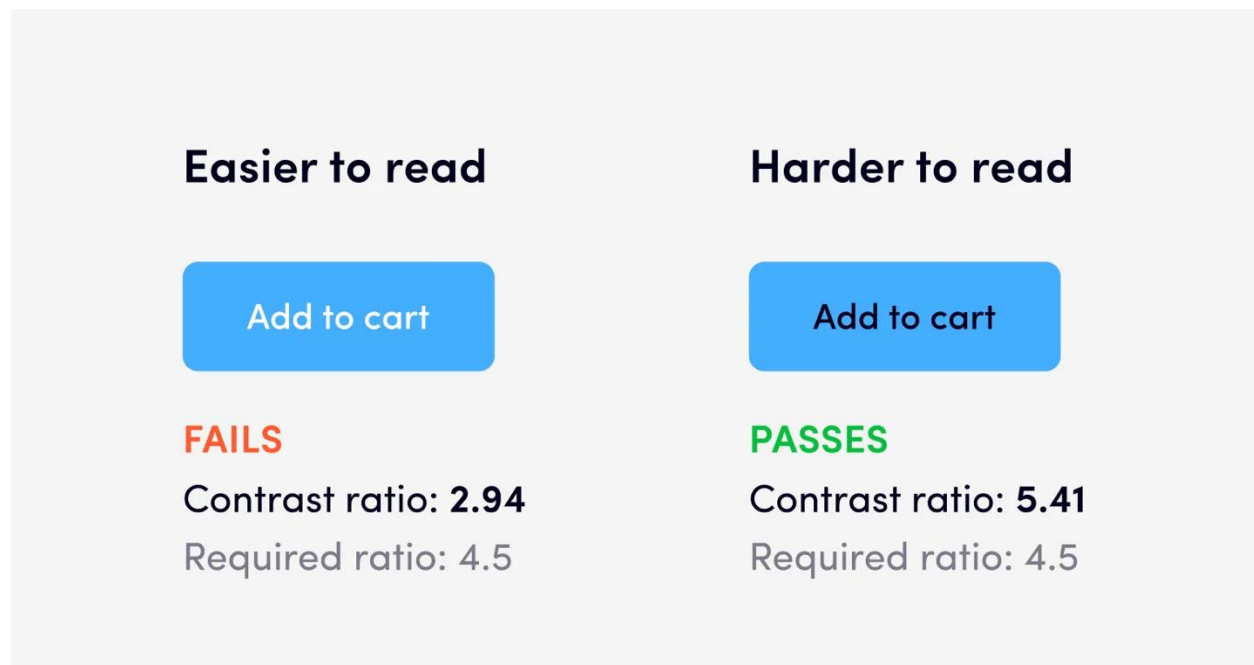 Easier to read
Add to cart
FAILS
Contrast ratio: 2.94
Required ratio: 4.5
Harder to read
Add to cart
PASSES
Contrast ratio: 5.41
Required ratio: 4.5